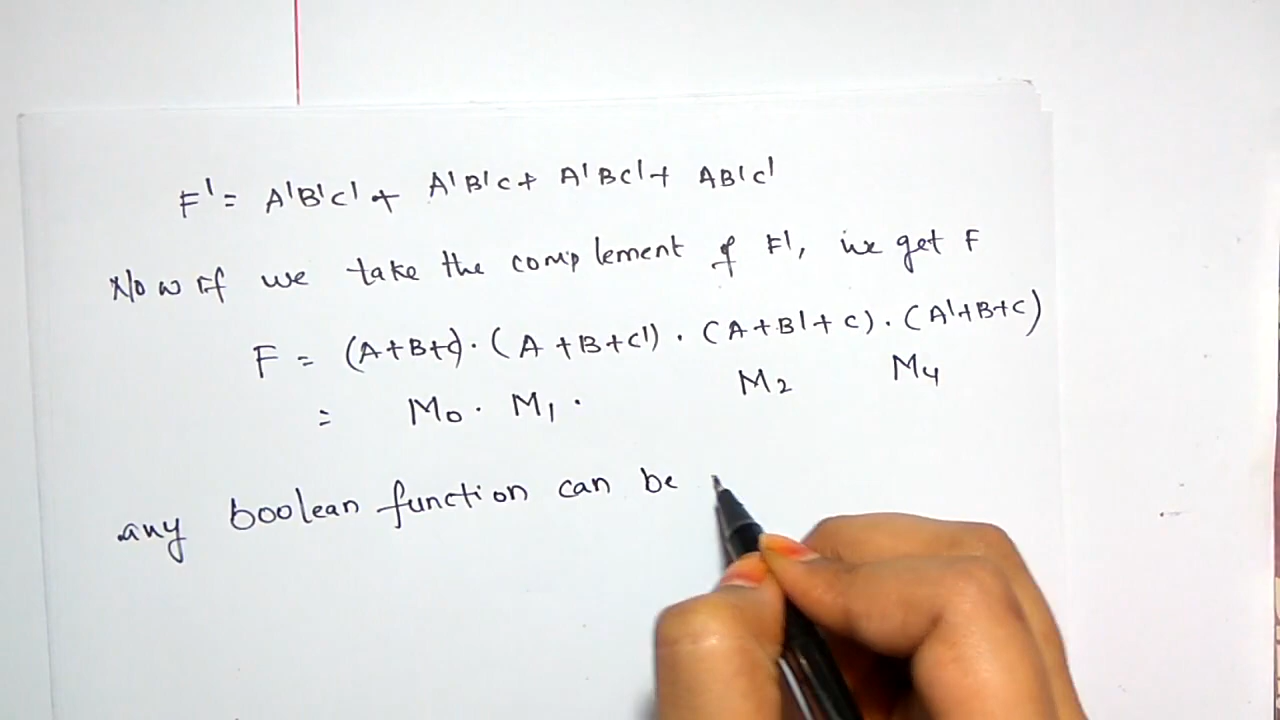 F' = A'B'C' + A'B'C + A'BC' + AB'C'
Now if we take the complement of F', we get F
F = (A+B+C) . (A+B+C') . (A+B'+C) . (A'+B+C)
= M0 . M1 . M2 M4
any boolean function can be